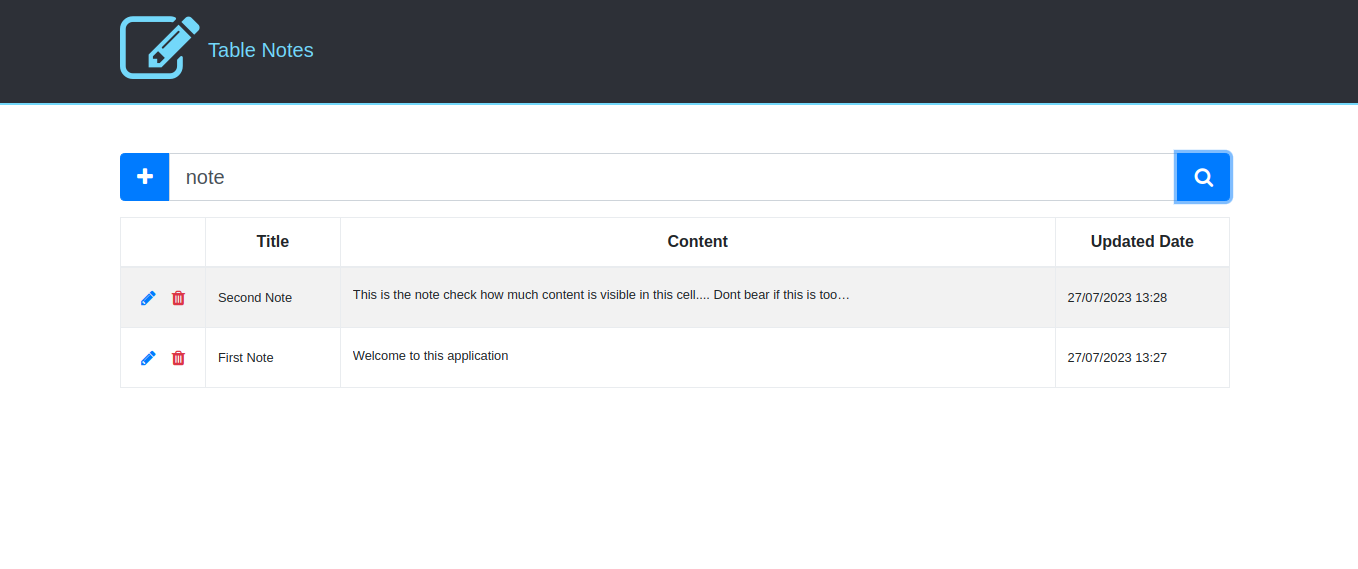 Table Notes
note
Title Content Updated Date
Second Note This is the note check how much content is visible in this cell.... Dont bear if this is too… 27/07/2023 13:28
First Note Welcome to this application 27/07/2023 13:27